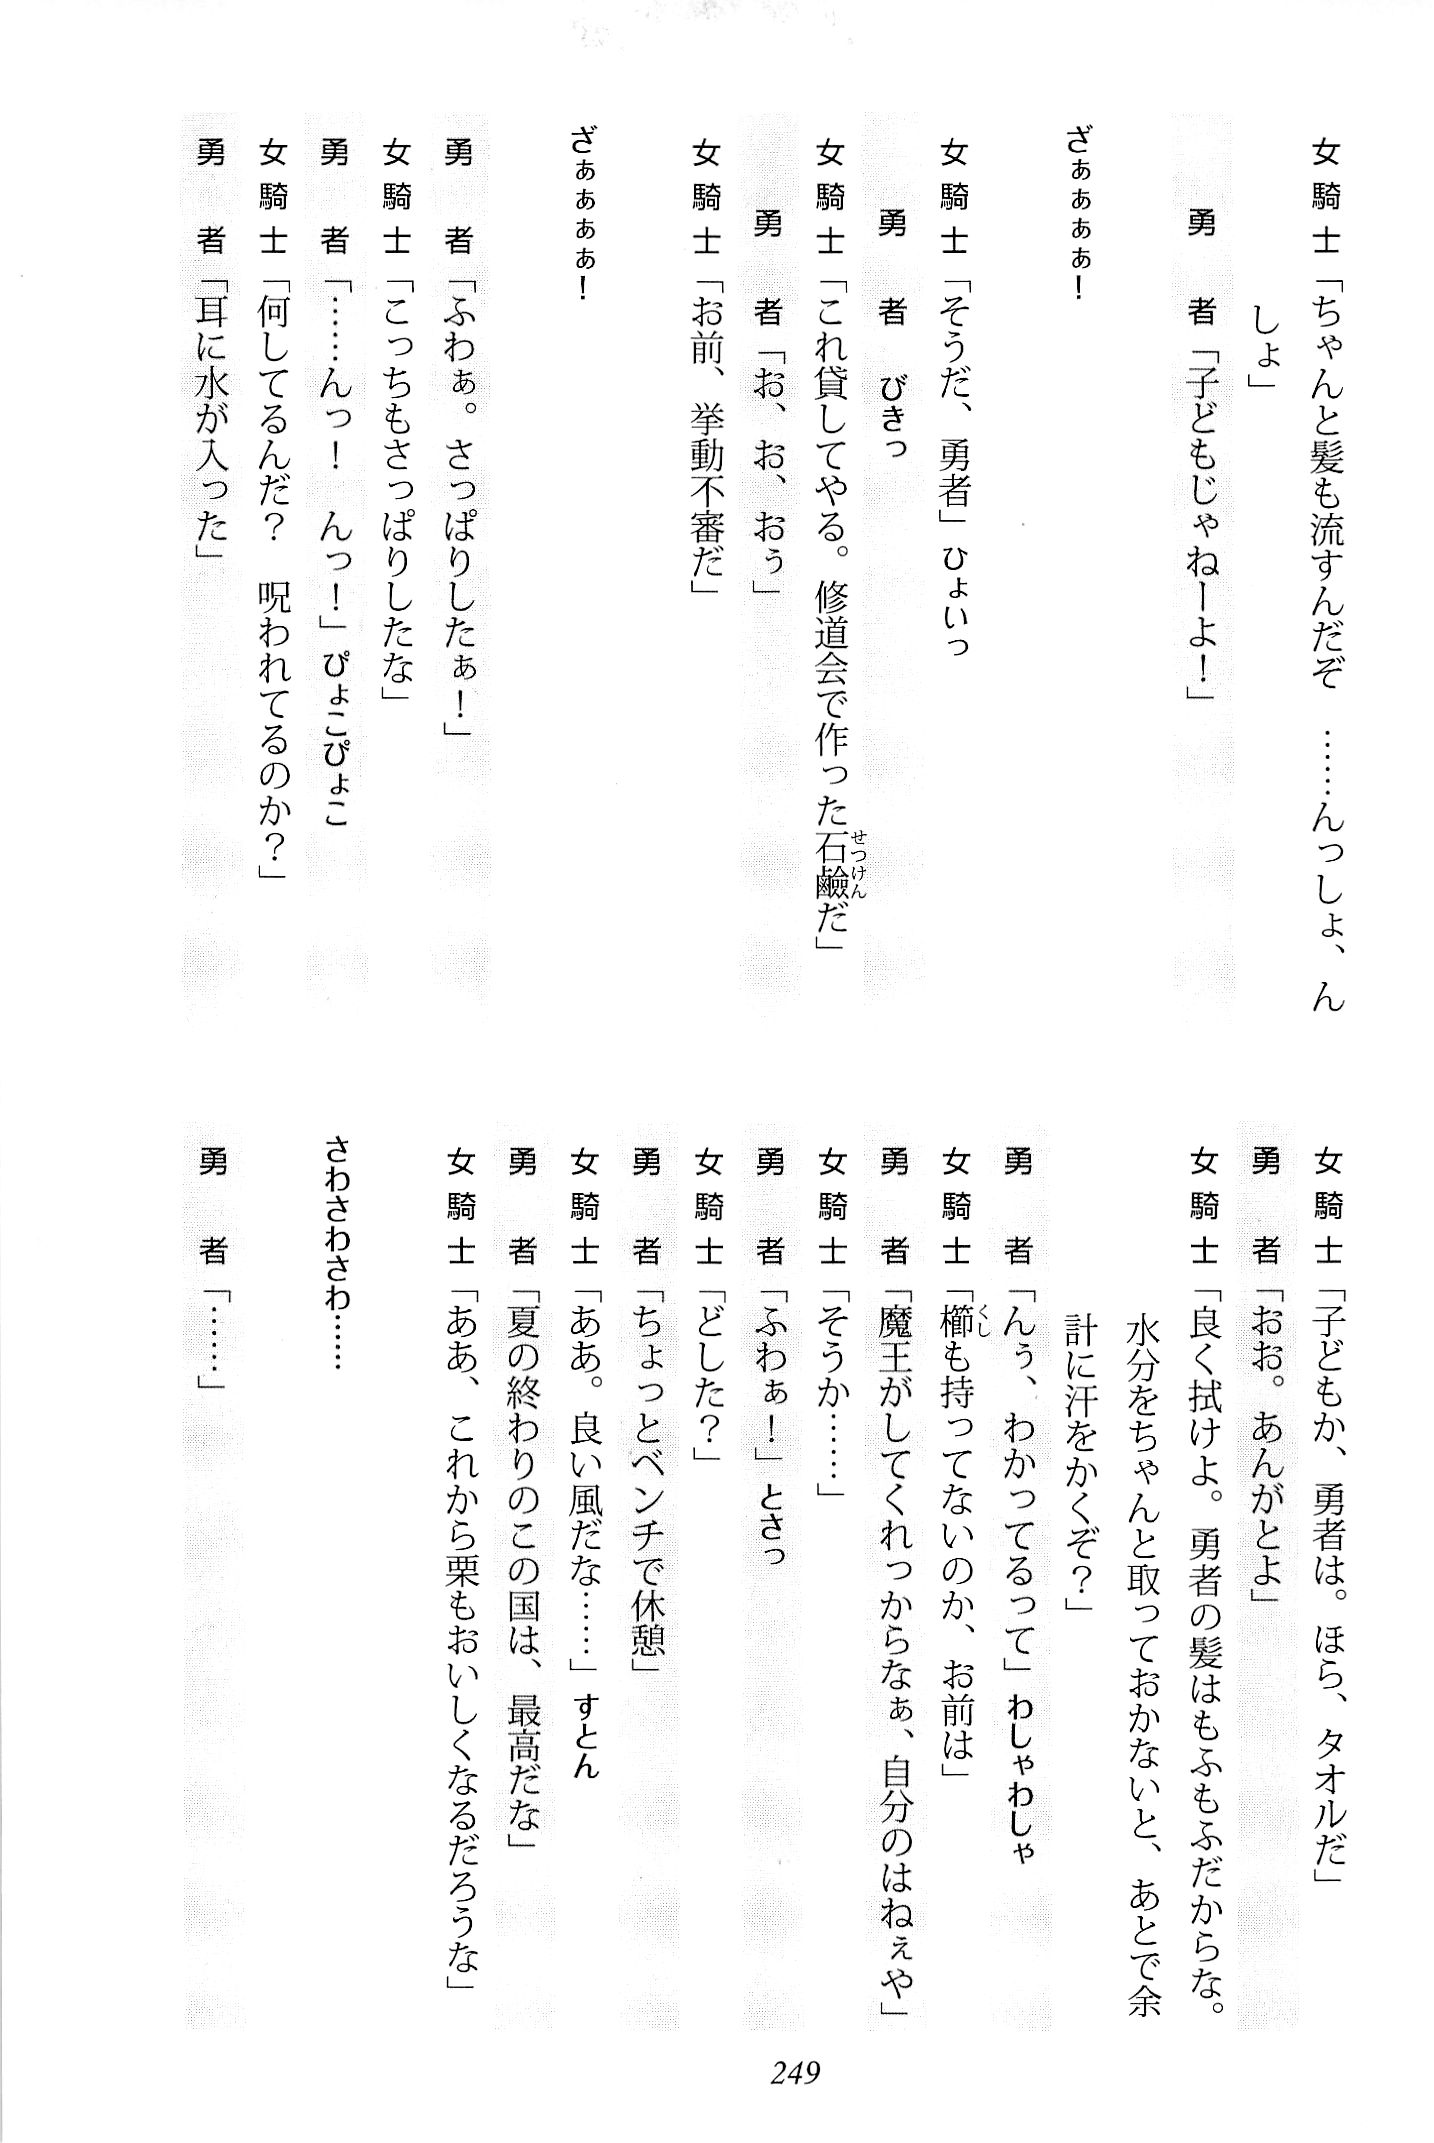 女騎士「ちゃんと髪も流すんだぞ　……んっしょ、ん
しょ」
勇　者「子どもじゃねーよ！」
ざぁぁぁぁ！
女騎士「そうだ、勇者」ひょいっ
勇　者　びきっ
女騎士「これ貸してやる。修道会で作った石鹸だ」
勇　者「お、お、おぅ」
女騎士「お前、挙動不審だ」
ざぁぁぁぁ！
勇　者「ふわぁ。さっぱりしたぁ！」
女騎士「こっちもさっぱりしたな」
勇　者「……んっ！　んっ！」ぴょこぴょこ
女騎士「何してるんだ？　呪われてるのか？」
勇　者「耳に水が入った」
女騎士「子どもか、勇者は。ほら、タオルだ」
勇　者「おお。あんがとよ」
女騎士「良く拭けよ。勇者の髪はもふもふだからな。
水分をちゃんと取っておかないと、あとで余
計に汗をかくぞ？」
勇　者「んぅ、わかってるって」わしゃわしゃ
女騎士「櫛も持ってないのか、お前は」
勇　者「魔王がしてくれっからなぁ、自分のはねぇや」
女騎士「そうか……」
勇　者「ふわぁ！」とさっ
女騎士「どした？」
勇　者「ちょっとベンチで休憩」
女騎士「ああ。良い風だな……」すとん
勇　者「夏の終わりのこの国は、最高だな」
女騎士「ああ、これから栗もおいしくなるだろうな」
さわさわさわ……
勇　者「……」
249